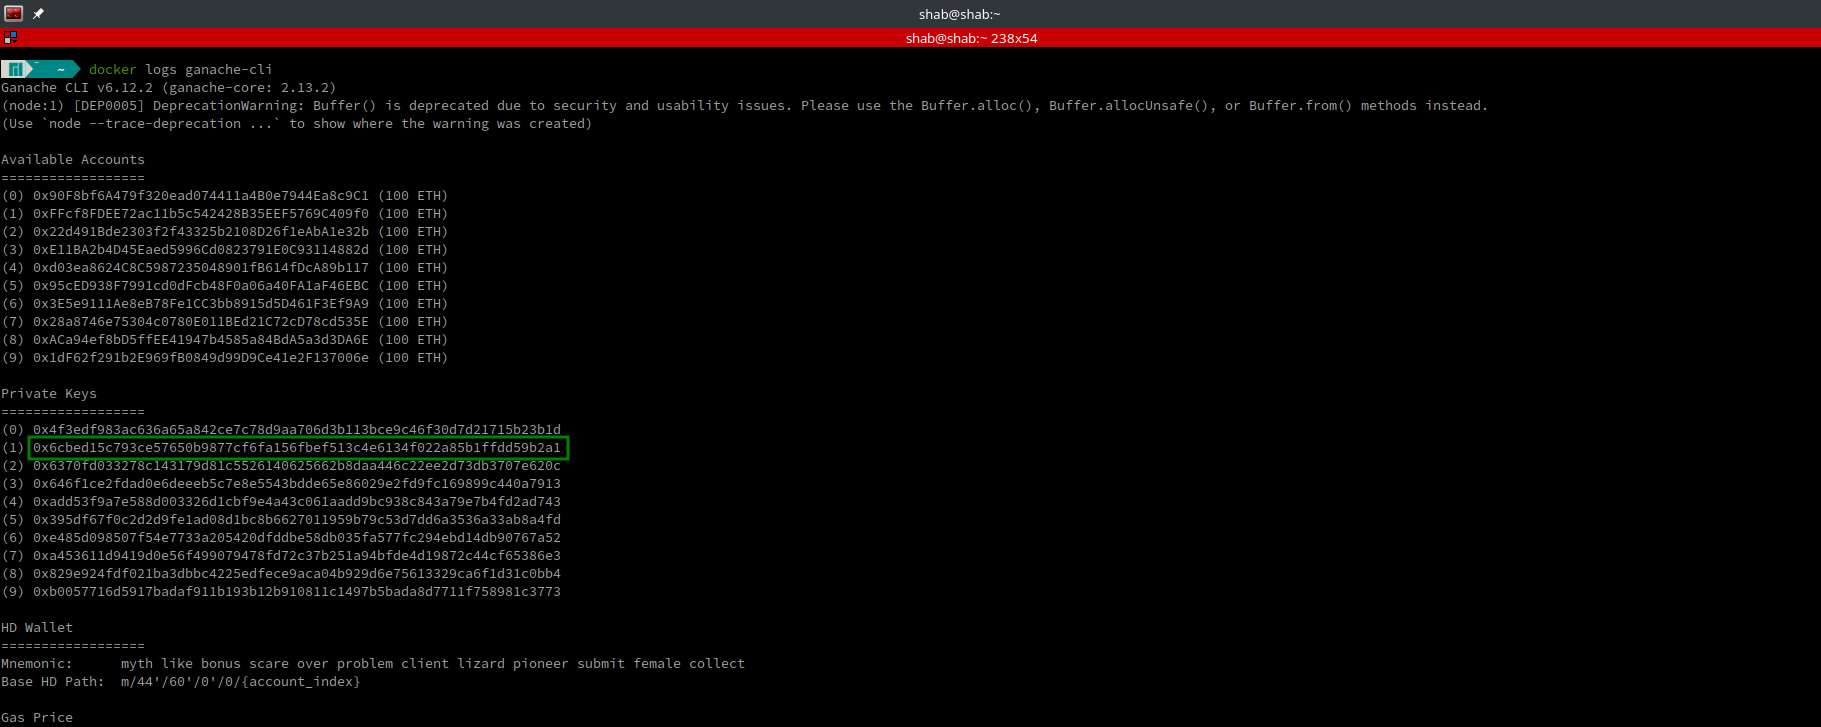 shab@shab:~
shab@shab:~ 238x54
~ docker logs ganache-cli
Ganache CLI v6.12.2 (ganache-core: 2.13.2)
(node:1) [DEP0005] DeprecationWarning: Buffer() is deprecated due to security and usability issues. Please use the Buffer.alloc(), Buffer.allocUnsafe(), or Buffer.from() methods instead.
(Use `node --trace-deprecation ...` to show where the warning was created)
Available Accounts
==================
(0) 0x90F8bf6A479f320ead074411a4B0e7944Ea8c9C1 (100 ETH)
(1) 0xFFcf8FDEE72ac11b5c542428B35EEF5769C409f0 (100 ETH)
(2) 0x22d491Bde2303f2f43325b2108D26f1eAbA1e32b (100 ETH)
(3) 0xE11BA2b4D45Eaed5996Cd0823791E0C93114882d (100 ETH)
(4) 0xd03ea8624C8C5987235048901fB614fDcA89b117 (100 ETH)
(5) 0x95cED938F7991cd0dFcb48F0a06a40FA1aF46EBC (100 ETH)
(6) 0x3E5e9111Ae8eB78Fe1CC3bb8915d5D461F3Ef9A9 (100 ETH)
(7) 0x28a8746e75304c0780E011BEd21C72cD78cd535E (100 ETH)
(8) 0xACa94ef8bD5ffEE41947b4585a84BdA5a3d3DA6E (100 ETH)
(9) 0x1dF62f291b2E969fB0849d99D9Ce41e2F137006e (100 ETH)
Private Keys
==================
(0) 0x4f3edf983ac636a65a842ce7c78d9aa706d3b113bce9c46f30d7d21715b23b1d
(1) 0x6cbed15c793ce57650b9877cf6fa156fbef513c4e6134f022a85b1ffdd59b2a1
(2) 0x6370fd033278c143179d81c5526140625662b8daa446c22ee2d73db3707e620c
(3) 0x646f1ce2fdad0e6deeeb5c7e8e5543bdde65e86029e2fd9fc169899c440a7913
(4) 0xadd53f9a7e588d003326d1cbf9e4a43c061aadd9bc938c843a79e7b4fd2ad743
(5) 0x395df67f0c2d2d9fe1ad08d1bc8b6627011959b79c53d7dd6a3536a33ab8a4fd
(6) 0xe485d098507f54e7733a205420dfddbe58db035fa577fc294ebd14db90767a52
(7) 0xa453611d9419d0e56f499079478fd72c37b251a94bfde4d19872c44cf65386e3
(8) 0x829e924fdf021ba3dbbc4225edfece9aca04b929d6e75613329ca6f1d31c0bb4
(9) 0xb0057716d5917badaf911b193b12b910811c1497b5bada8d7711f758981c3773
HD Wallet
==================
Mnemonic:      myth like bonus scare over problem client lizard pioneer submit female collect
Base HD Path:  m/44'/60'/0'/0/{account_index}
Gas Price